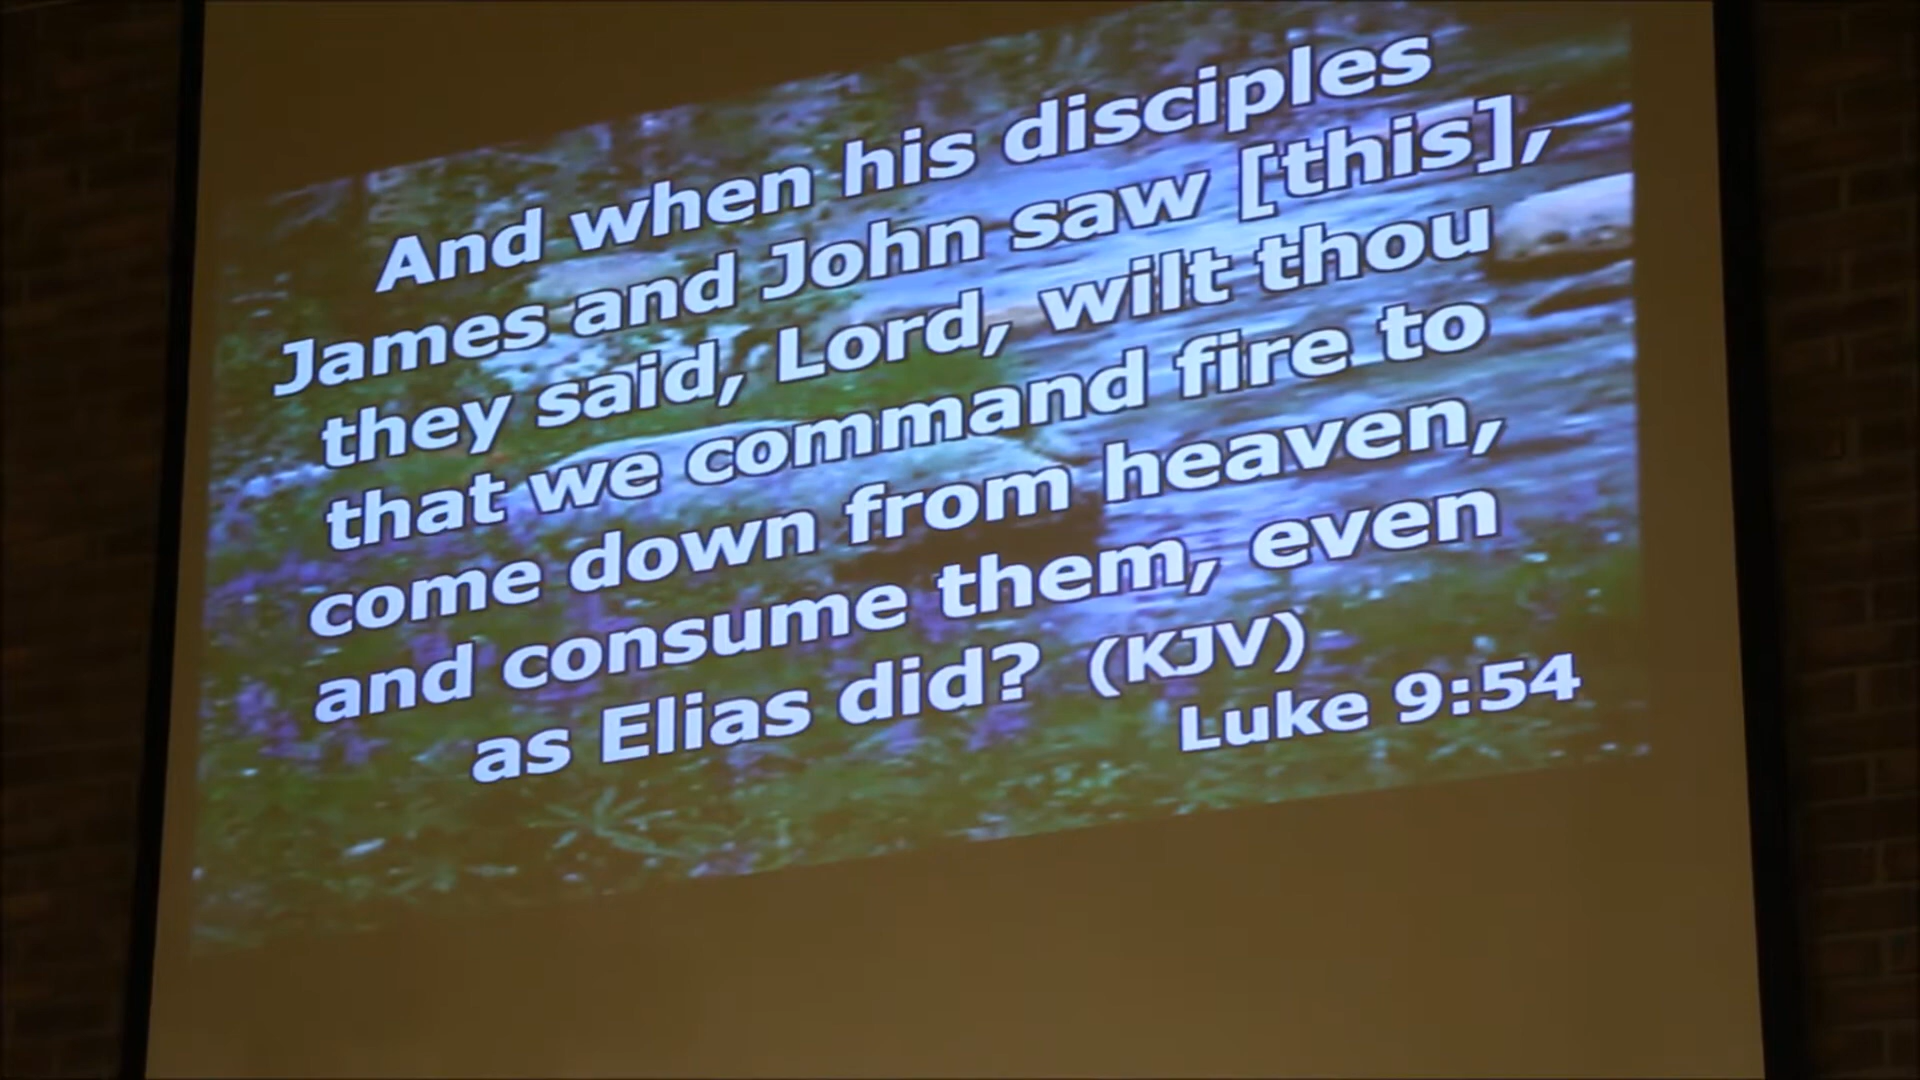 And when his disciples
James and John saw [this],
they said, Lord, wilt thou
that we command fire to
come down from heaven,
and consume them, even
as Elias did? (KJV)
Luke 9:54